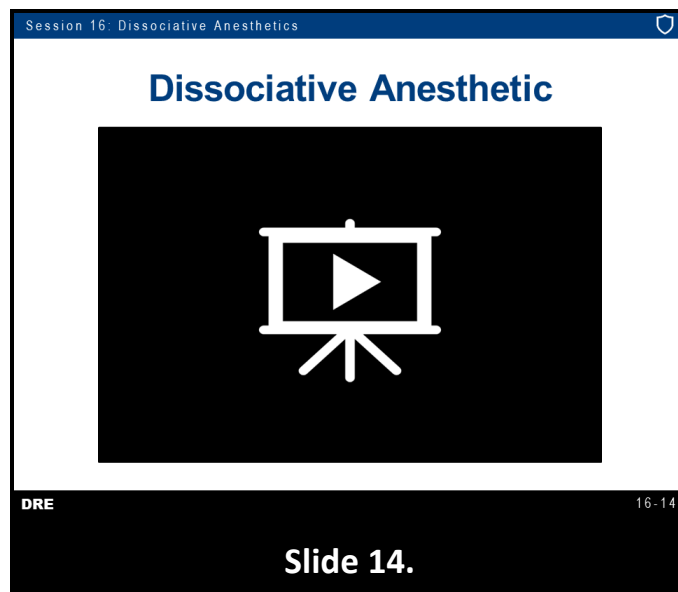 Session 16: Dissociative Anesthetics
Dissociative Anesthetic
DRE
16-14
Slide 14.